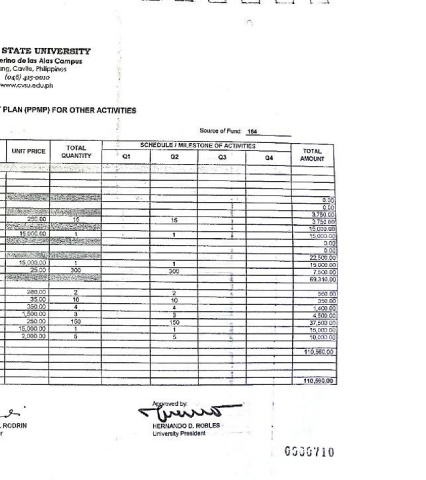 STATE UNIVERSITY
erino de las Alas Campus
ang, Cavite, Philippines
(046) 415-0010
www.cvsu.edu.ph
PLAN (PPMP) FOR OTHER ACTIVITIES
Source of Fund: 164
UNIT PRICE TOTAL QUANTITY SCHEDULE / MILESTONE OF ACTIVITIES TOTAL AMOUNT
Q1 Q2 Q3 Q4
0.00
0.00
3,750.00
250.00 15 15 3,750.00
15,000.00
15,000.00 1 1 15,000.00
0.00
0.00
22,500.00
15,000.00 1 1 15,000.00
25.00 300 300 7,500.00
69,310.00
280.00 2 2 560.00
35.00 10 10 350.00
350.00 4 4 1,400.00
1,500.00 3 3 4,500.00
250.00 150 150 37,500.00
15,000.00 1 1 15,000.00
2,000.00 5 5 10,000.00
110,560.00
110,560.00
Approved by:
. RODRIN HERNANDO D. ROBLES
r University President